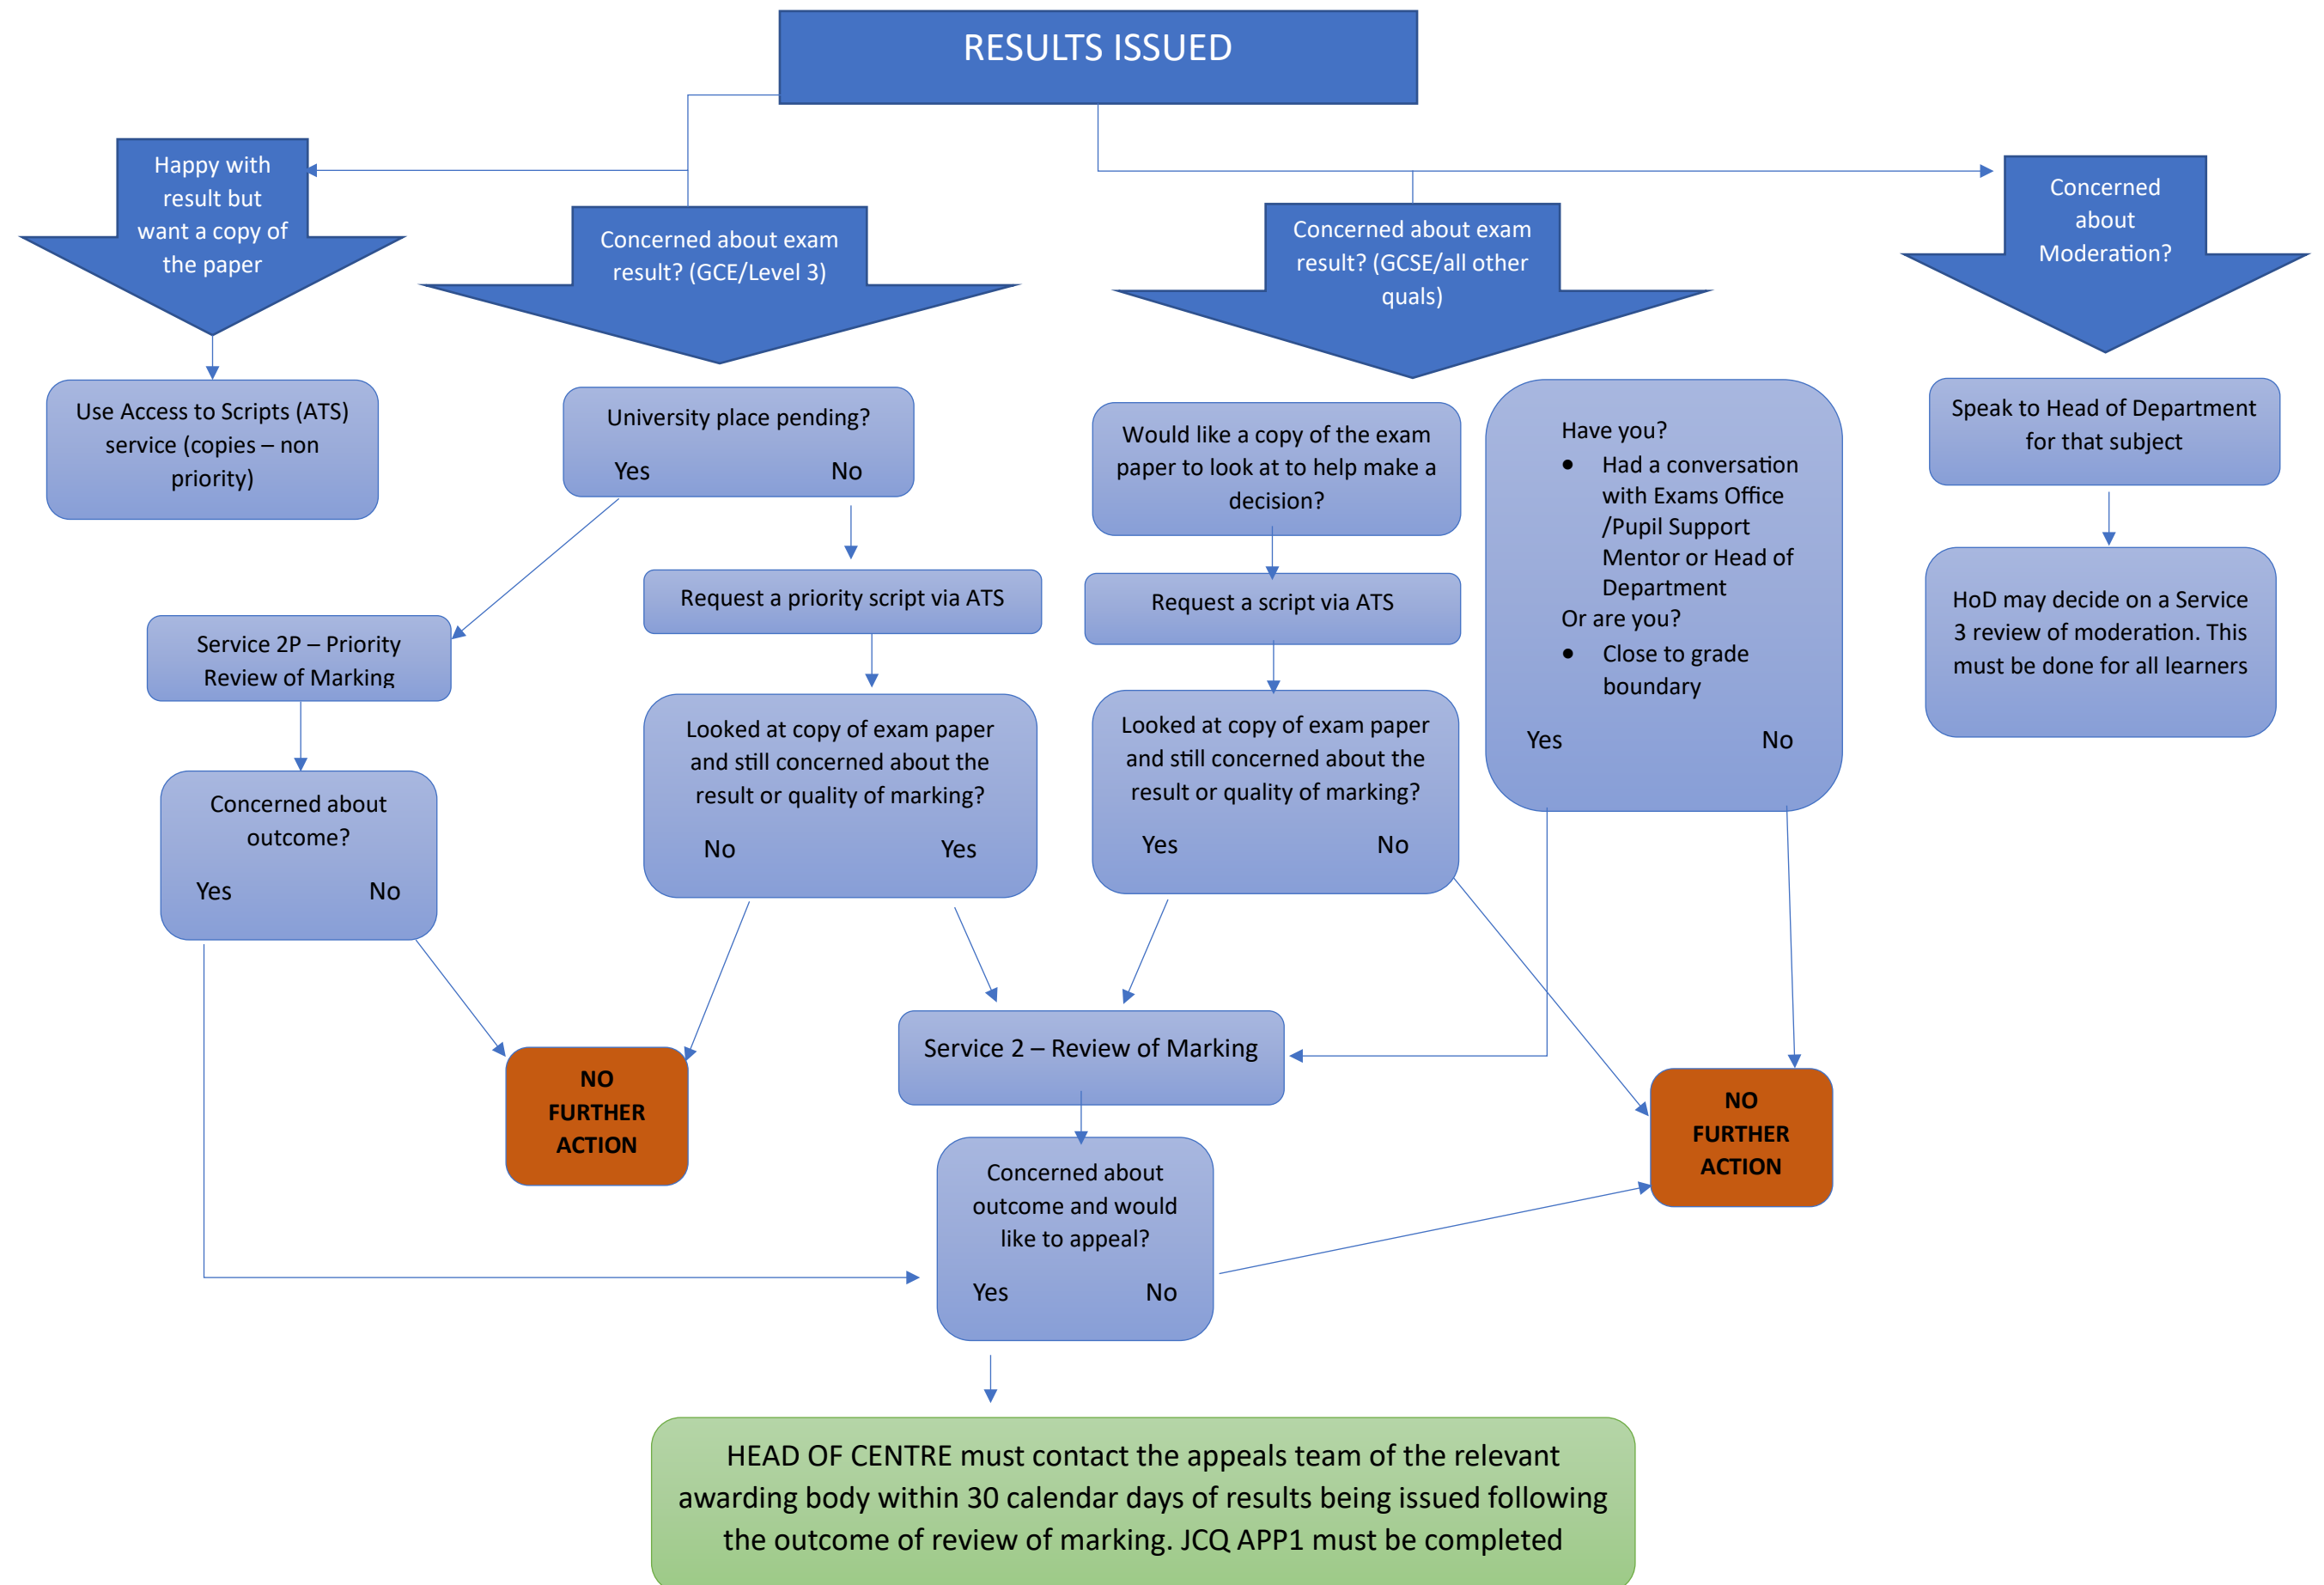 RESULTS ISSUED
Happy with
result but
want a copy of
the paper
Concerned about exam
result? (GCE/Level 3)
Concerned about exam
result? (GCSE/all other
quals)
Concerned
about
Moderation?
Use Access to Scripts (ATS)
service (copies – non
priority)
University place pending?
Yes No
Would like a copy of the exam
paper to look at to help make a
decision?
Have you?
• Had a conversation
with Exams Office
/Pupil Support
Mentor or Head of
Department
Or are you?
• Close to grade
boundary
Yes No
Speak to Head of Department
for that subject
Request a priority script via ATS
Request a script via ATS
HoD may decide on a Service
3 review of moderation. This
must be done for all learners
Service 2P – Priority
Review of Marking
Looked at copy of exam paper
and still concerned about the
result or quality of marking?
No Yes
Looked at copy of exam paper
and still concerned about the
result or quality of marking?
Yes No
Concerned about
outcome?
Yes No
Service 2 – Review of Marking
NO
FURTHER
ACTION
NO
FURTHER
ACTION
Concerned about
outcome and would
like to appeal?
Yes No
HEAD OF CENTRE must contact the appeals team of the relevant
awarding body within 30 calendar days of results being issued following
the outcome of review of marking. JCQ APP1 must be completed